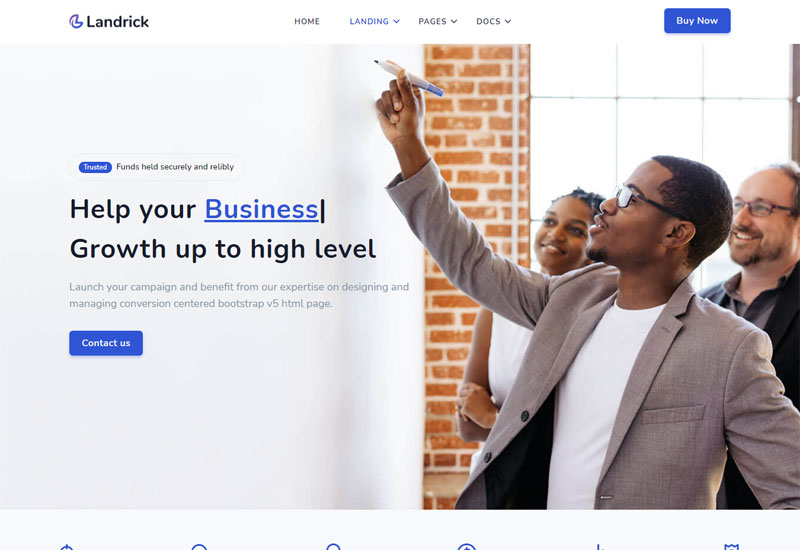 Landrick
HOME
LANDING
PAGES
DOCS
Buy Now
Trusted Funds held securely and relibly
Help your Business|
Growth up to high level
Launch your campaign and benefit from our expertise on designing and
managing conversion centered bootstrap v5 html page.
Contact us